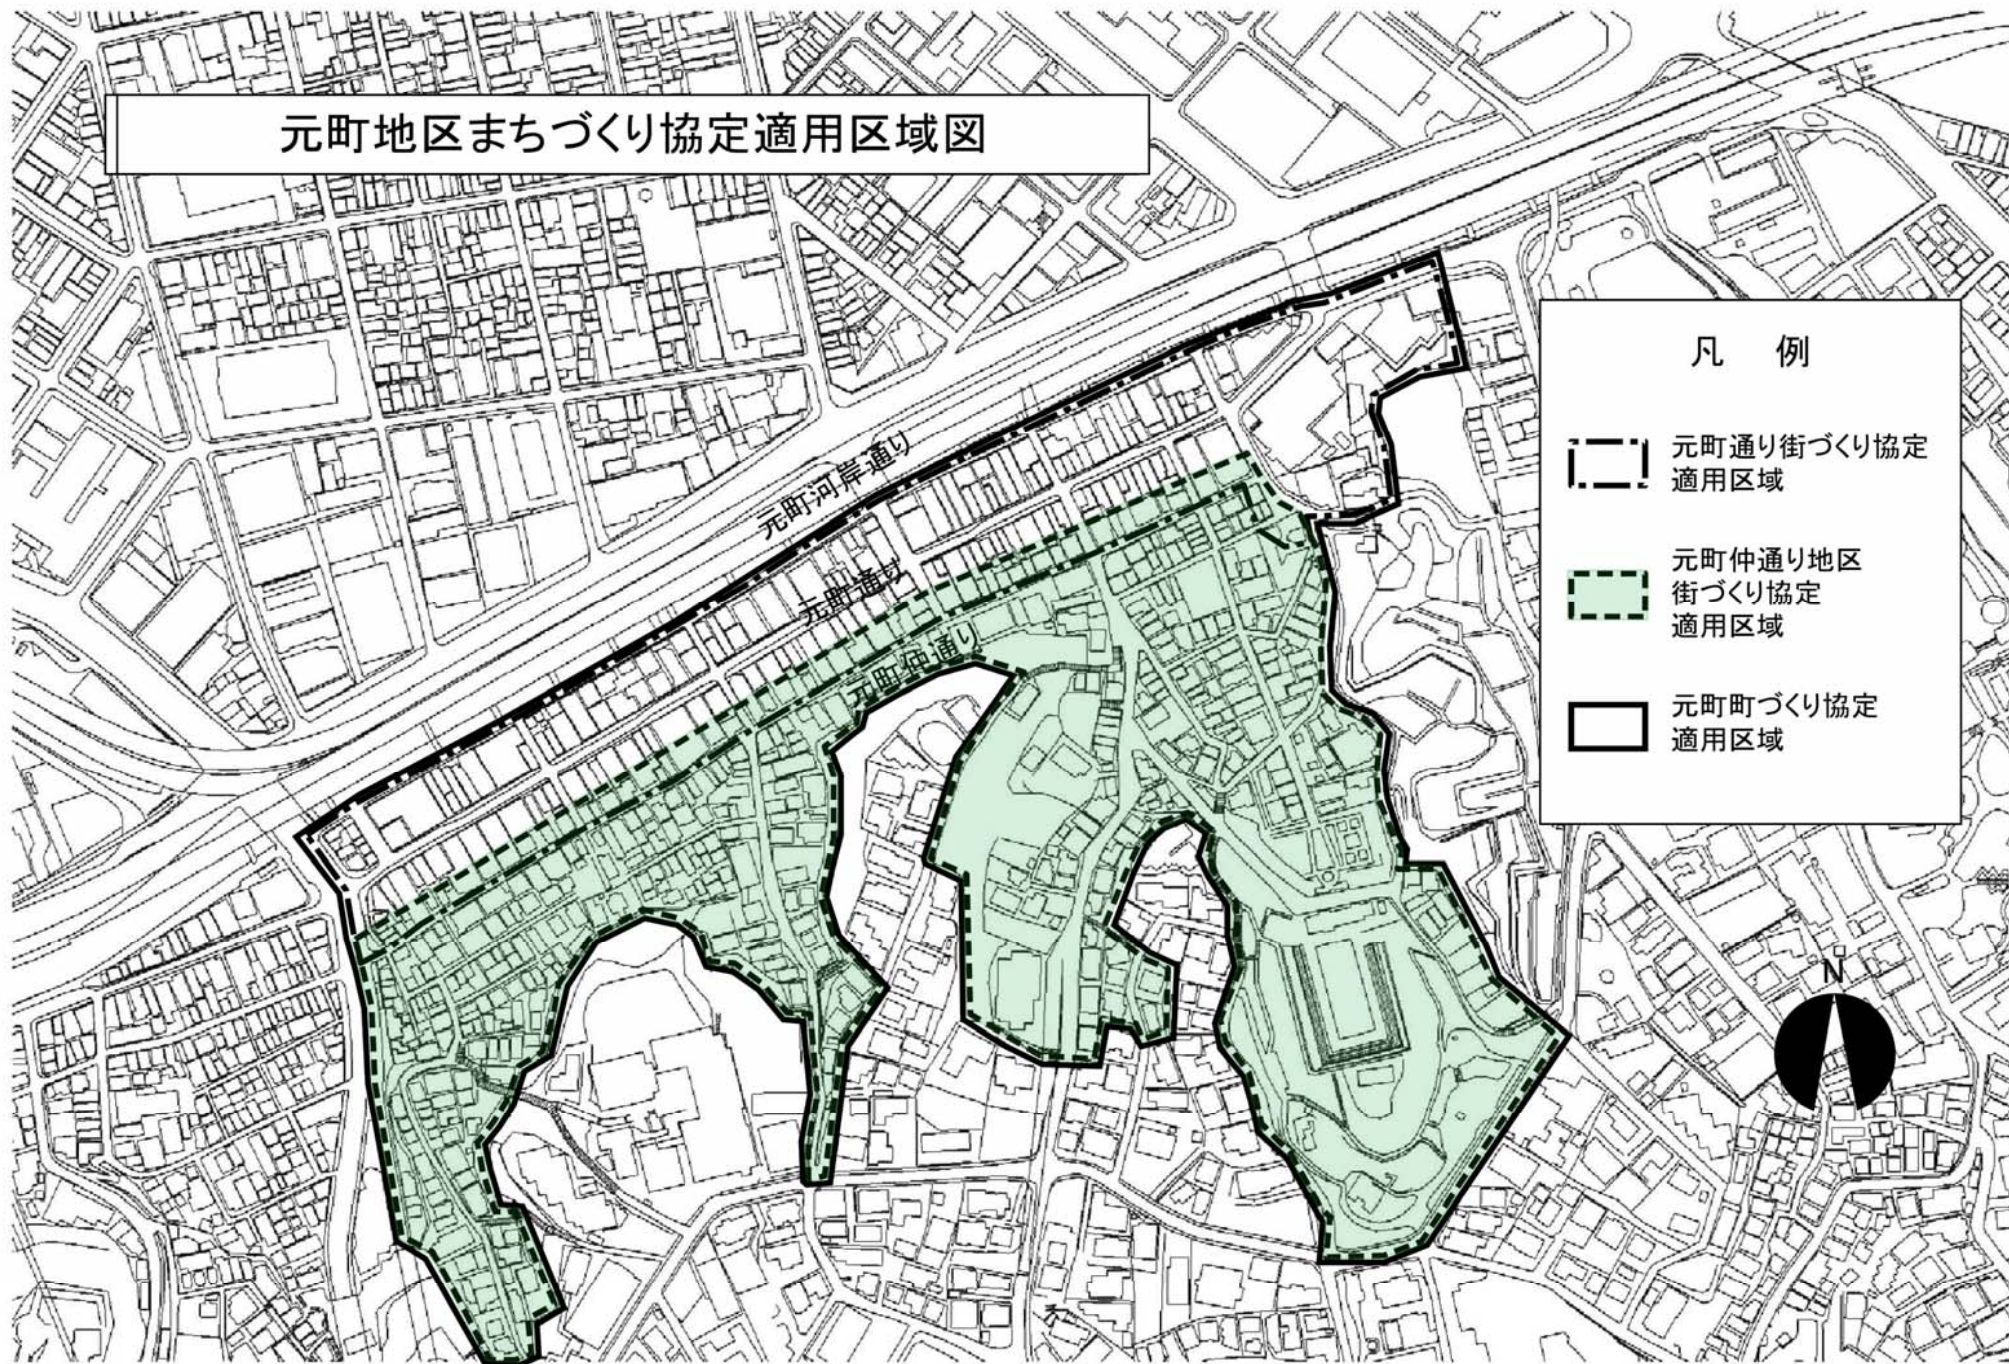 元町地区まちづくり協定適用区域図
凡 例
元町通り街づくり協定
適用区域
元町仲通り地区
街づくり協定
適用区域
元町町づくり協定
適用区域
元町河岸通り
元町通り
元町仲通り
N